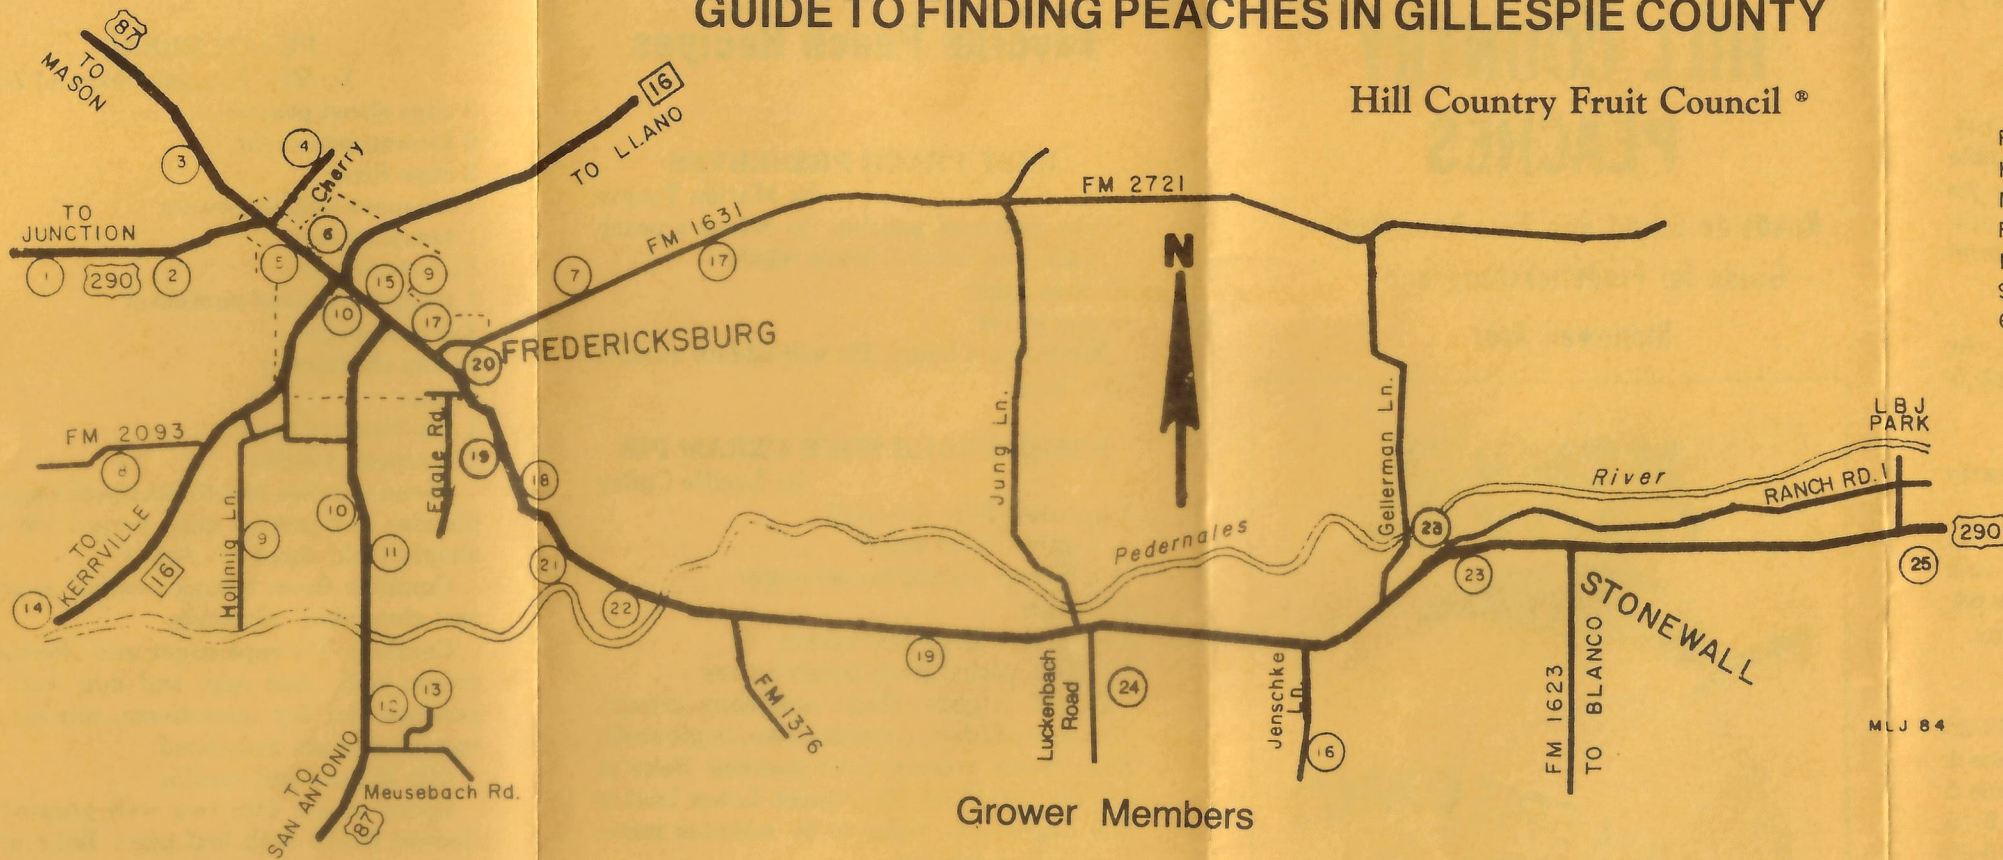 GUIDE TO FINDING PEACHES IN GILLESPIE COUNTY
Hill Country Fruit Council ®
87
TO
MASON
3
4
Cherry
16
TO LLANO
TO
JUNCTION
1
290
2
5
6
15
9
10
17
20
FREDERICKSBURG
7
FM 1631
17
FM 2721
N
FM 2093
8
TO
KERRVILLE
16
14
Hollmig Ln.
9
10
11
Eagle Rd.
19
18
21
22
12
13
TO
SAN ANTONIO
87
Meusebach Rd.
FM 1376
19
Jung Ln.
Pedernales
Luckenbach
Road
24
Gellerman Ln.
Jenschke
Ln.
16
23
River
RANCH RD. 1
LBJ
PARK
290
25
23
STONEWALL
FM 1623
TO BLANCO
MLJ 84
Grower Members